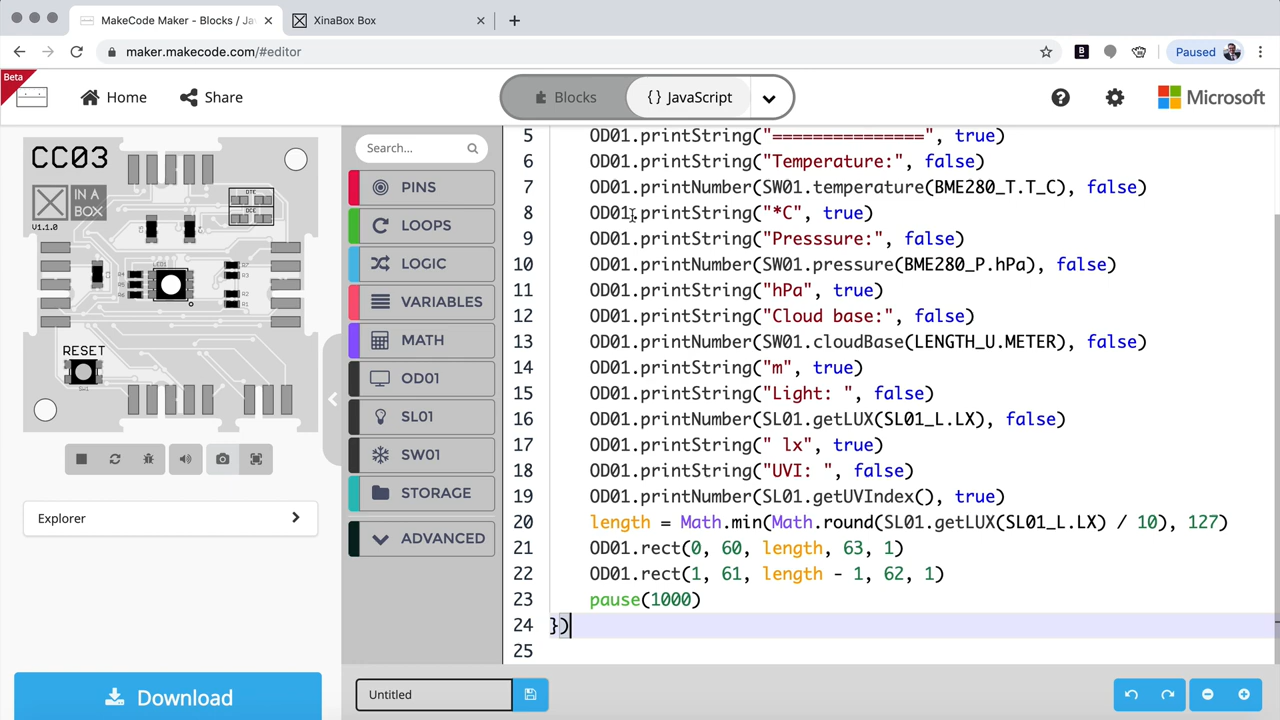 MakeCode Maker - Blocks / Ja
XinaBox Box
maker.makecode.com/#editor
Paused
Beta
Home
Share
Blocks
{ } JavaScript
Microsoft
CC03
IN A
BOX
V1.1.0
RESET
Explorer
Download
Search...
PINS
LOOPS
LOGIC
VARIABLES
MATH
OD01
SL01
SW01
STORAGE
ADVANCED
5 OD01.printString("===============", true)
6 OD01.printString("Temperature:", false)
7 OD01.printNumber(SW01.temperature(BME280_T.T_C), false)
8 OD01.printString("*C", true)
9 OD01.printString("Presssure:", false)
10 OD01.printNumber(SW01.pressure(BME280_P.hPa), false)
11 OD01.printString("hPa", true)
12 OD01.printString("Cloud base:", false)
13 OD01.printNumber(SW01.cloudBase(LENGTH_U.METER), false)
14 OD01.printString("m", true)
15 OD01.printString("Light: ", false)
16 OD01.printNumber(SL01.getLUX(SL01_L.LX), false)
17 OD01.printString(" lx", true)
18 OD01.printString("UVI: ", false)
19 OD01.printNumber(SL01.getUVIndex(), true)
20 length = Math.min(Math.round(SL01.getLUX(SL01_L.LX) / 10), 127)
21 OD01.rect(0, 60, length, 63, 1)
22 OD01.rect(1, 61, length - 1, 62, 1)
23 pause(1000)
24 })
25
Untitled